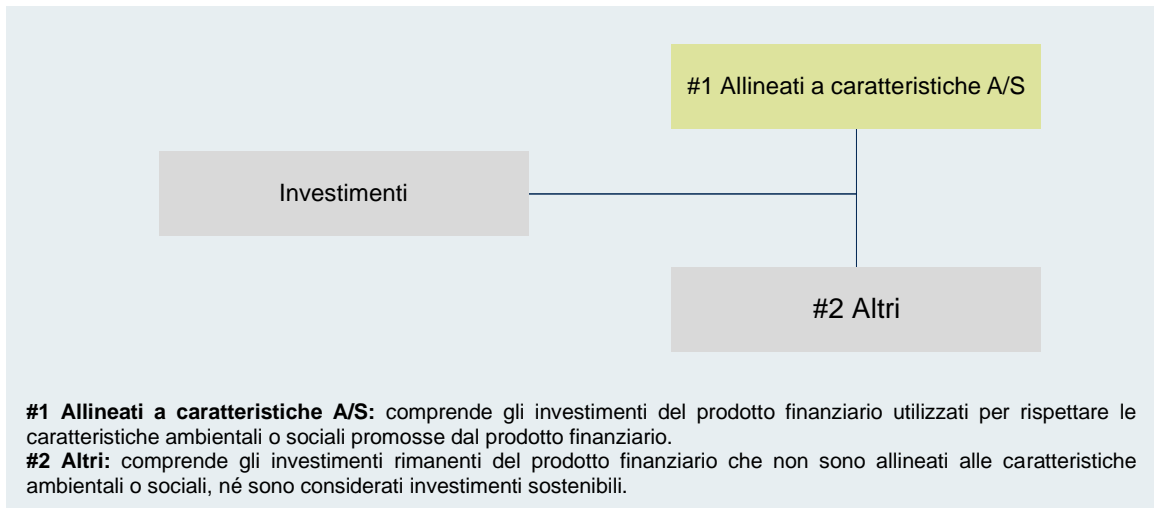 #1 Allineati a caratteristiche A/S
Investimenti
#2 Altri
#1 Allineati a caratteristiche A/S: comprende gli investimenti del prodotto finanziario utilizzati per rispettare le
caratteristiche ambientali o sociali promosse dal prodotto finanziario.
#2 Altri: comprende gli investimenti rimanenti del prodotto finanziario che non sono allineati alle caratteristiche
ambientali o sociali, né sono considerati investimenti sostenibili.